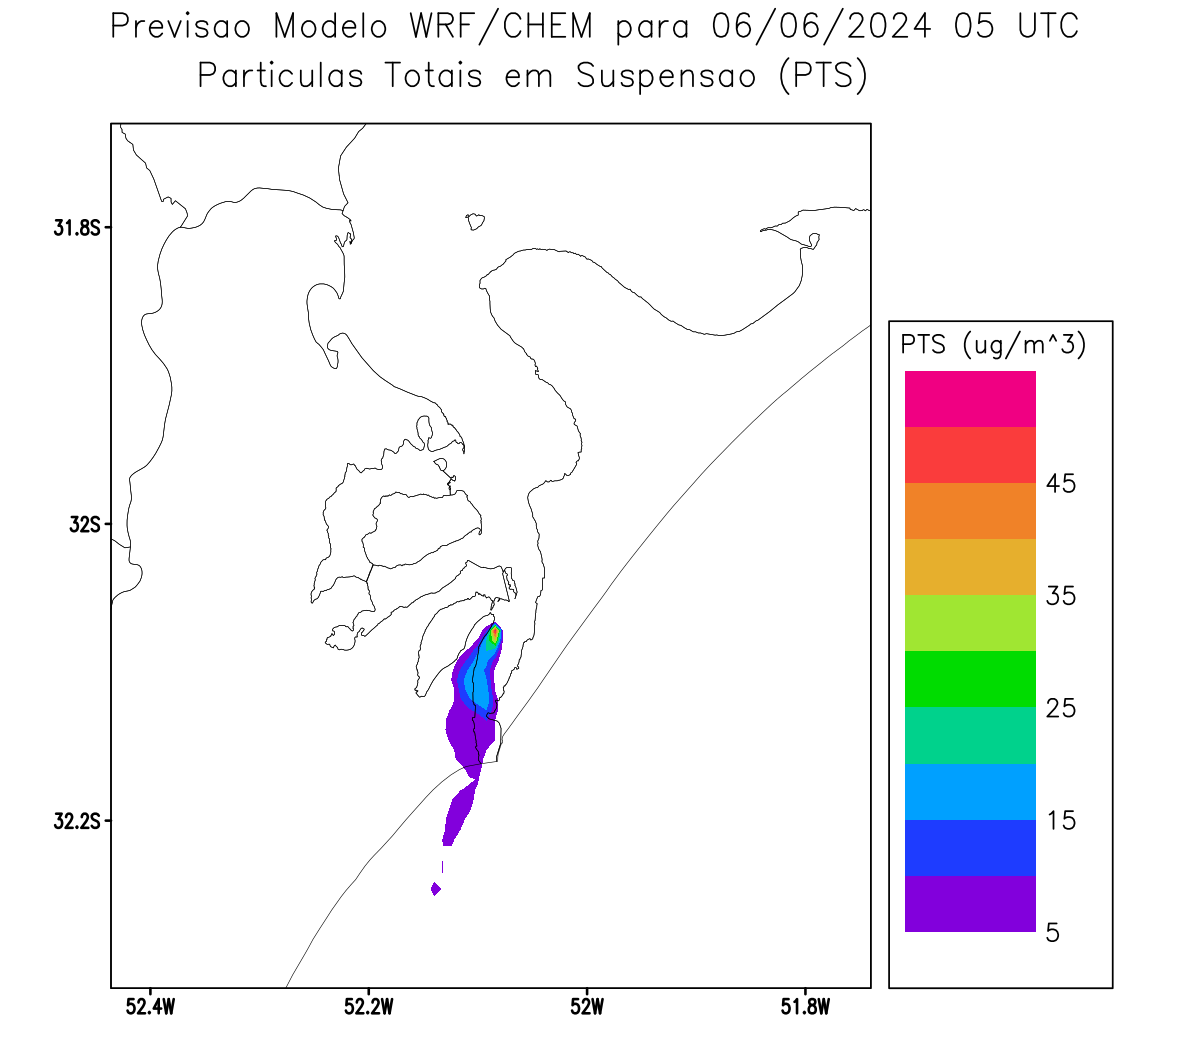 Previsao Modelo WRF/CHEM para 06/06/2024 05 UTC
Particulas Totais em Suspensao (PTS)
31.8S
32S
32.2S
52.4W
52.2W
52W
51.8W
PTS (ug/m^3)
45
35
25
15
5